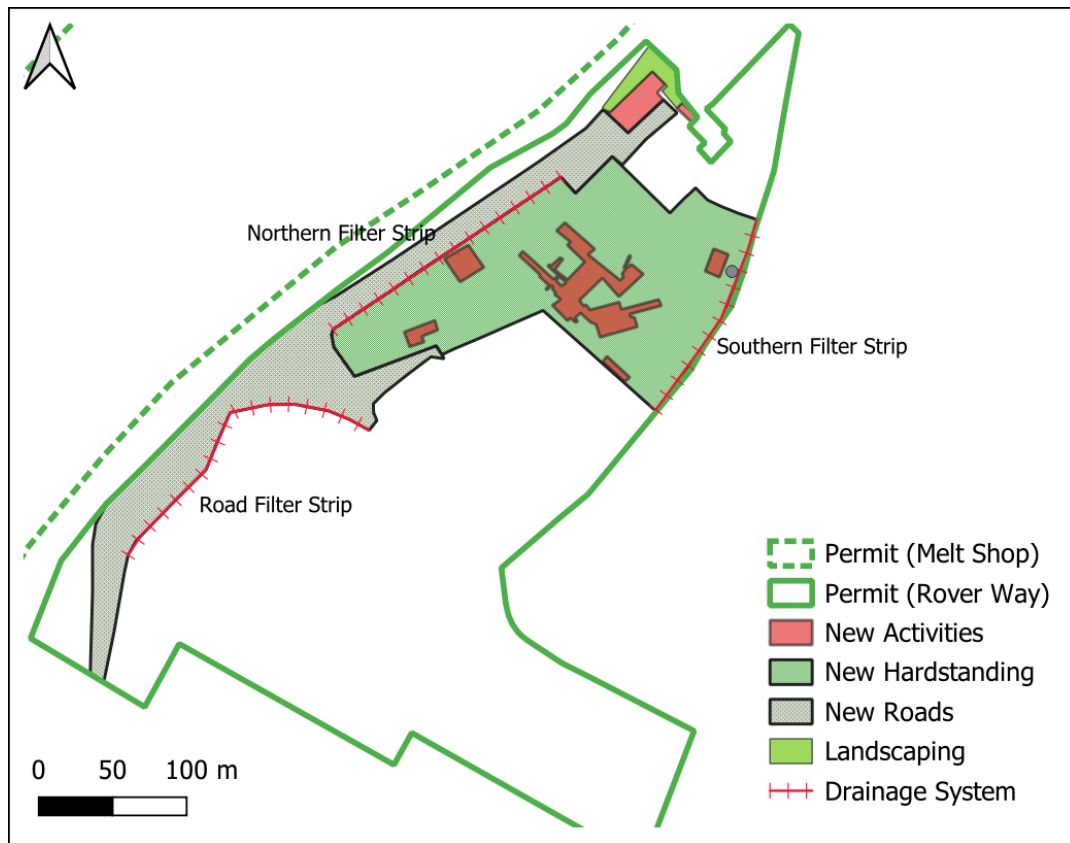 Northern Filter Strip
Southern Filter Strip
Road Filter Strip
Permit (Melt Shop)
Permit (Rover Way)
New Activities
New Hardstanding
New Roads
Landscaping
Drainage System
0 50 100 m